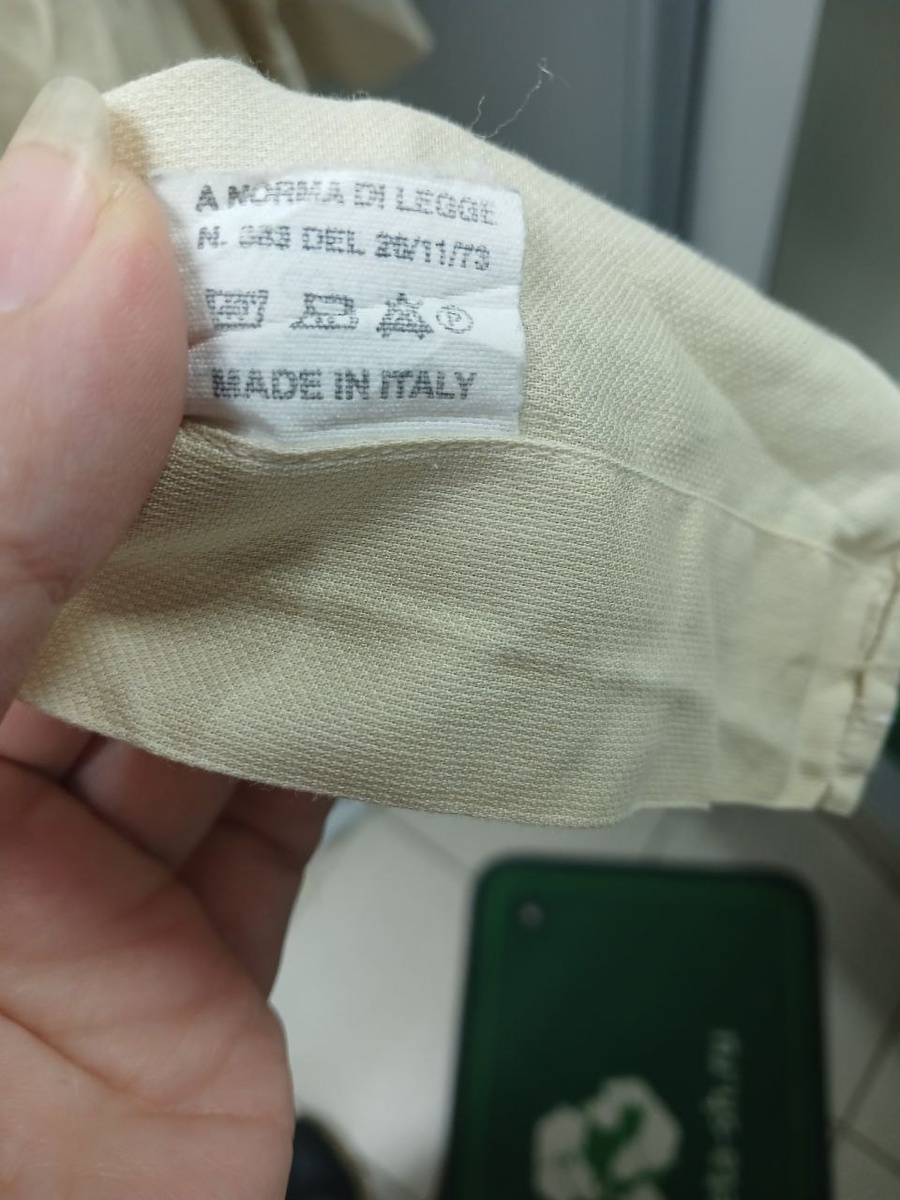 A NORMA DI LEGGE
N. 883 DEL 26/11/73
P
MADE IN ITALY